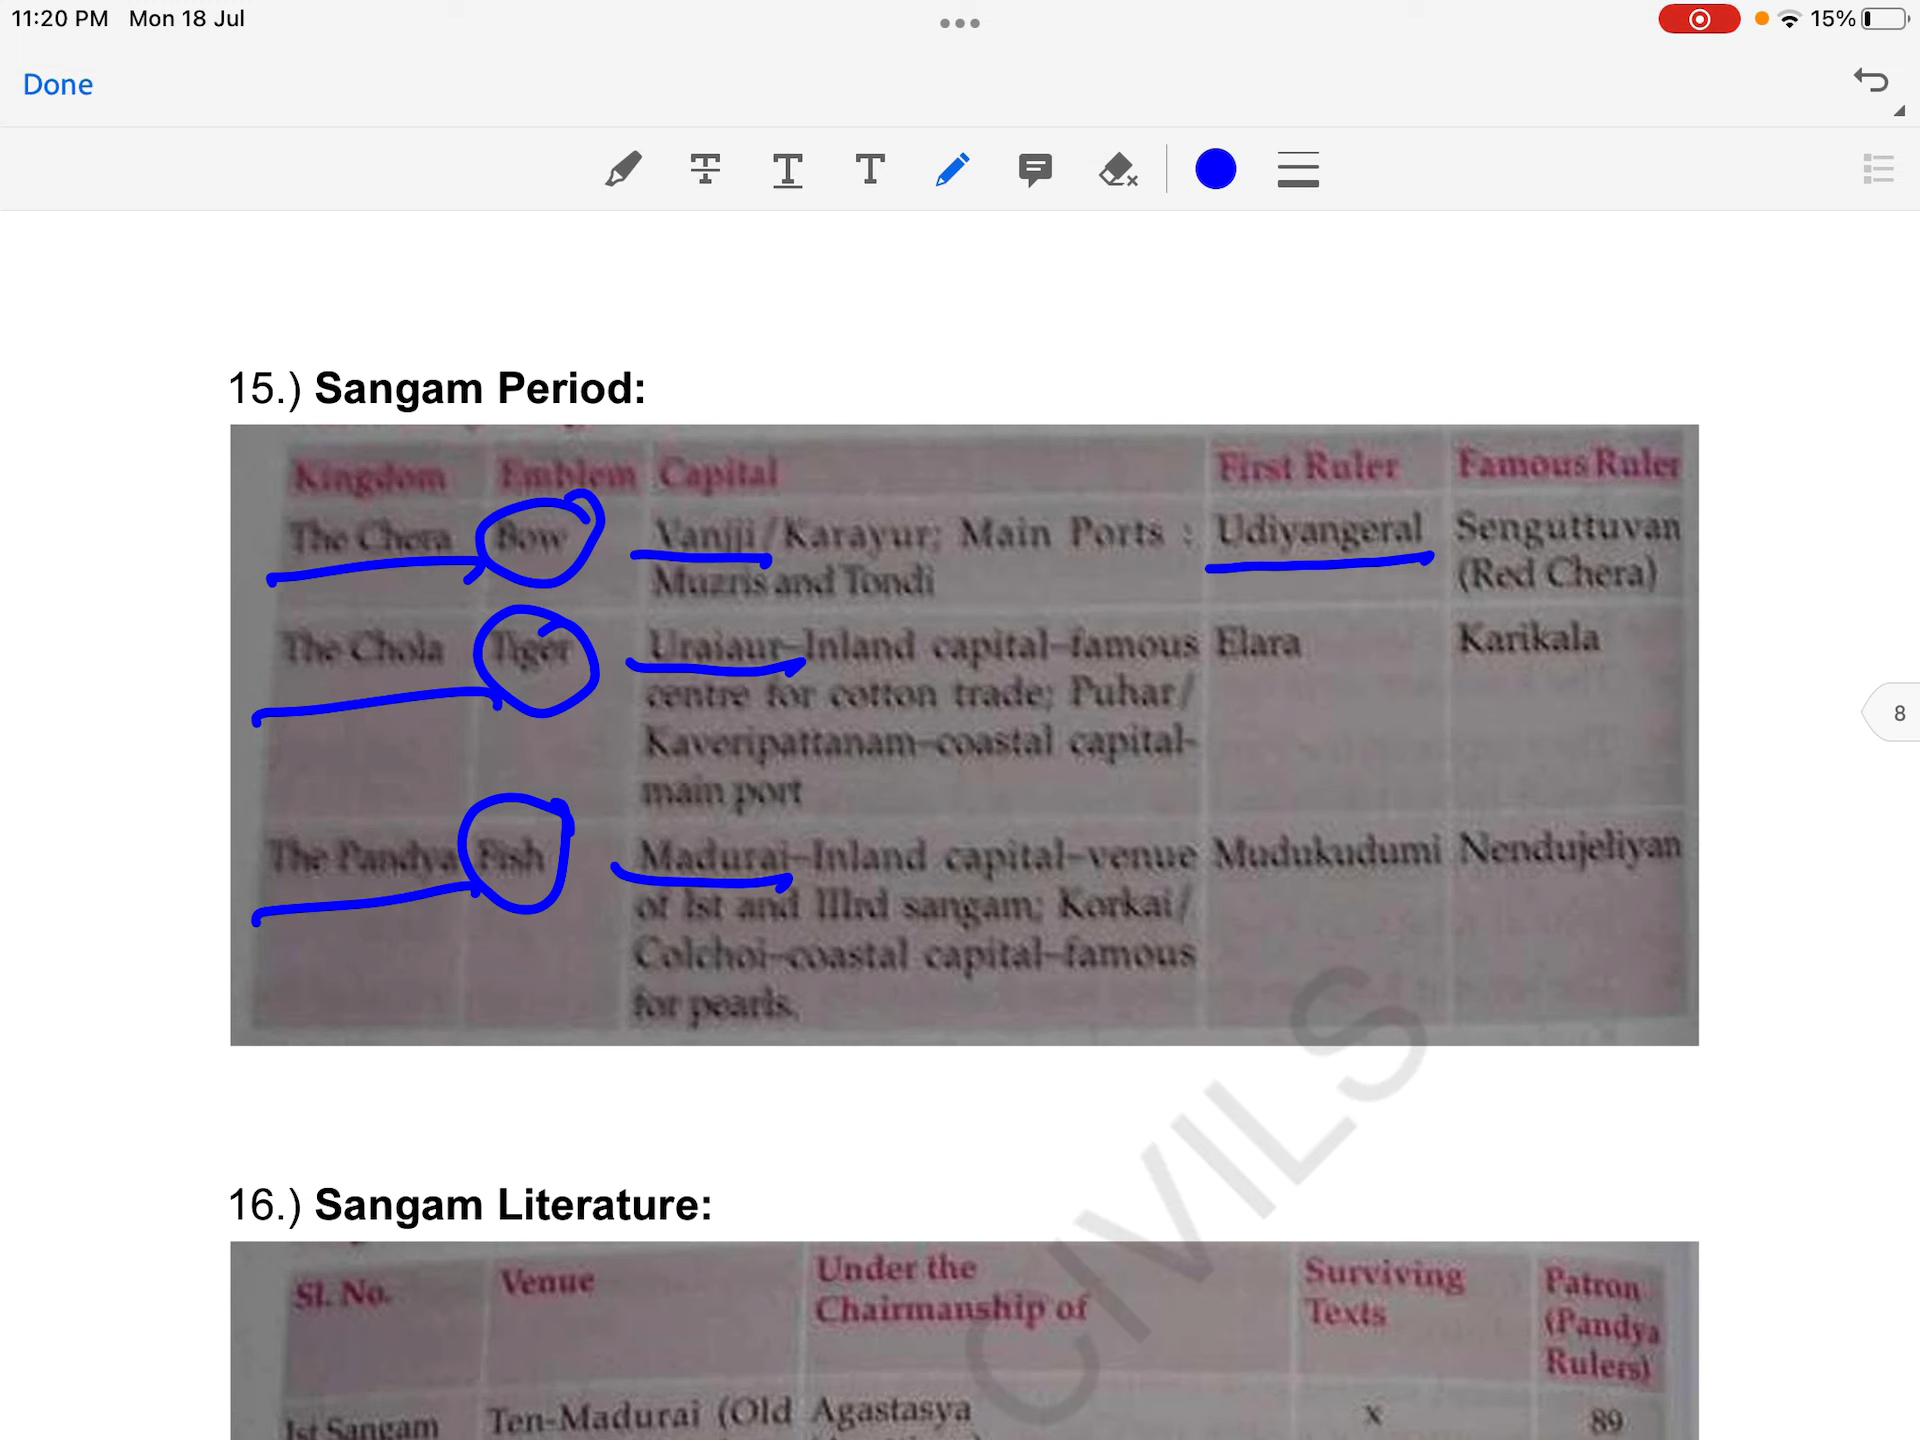 11:20 PM Mon 18 Jul
15%
Done
15.) Sangam Period:
Kingdom Emblem Capital First Ruler Famous Ruler
The Chera Bow Vanjji/Karayur; Main Ports : Udiyangeral Senguttuvan
Muzris and Tondi (Red Chera)
The Chola Tiger Uraiaur–Inland capital–famous Elara Karikala
centre for cotton trade; Puhar/
Kaveripattanam–coastal capital-
main port
The Pandya Fish Madurai–Inland capital–venue Mudukudumi Nendujeliyan
of Ist and IIIrd sangam; Korkai/
Colchoi–coastal capital–famous
for pearls.
8
16.) Sangam Literature:
Sl. No. Venue Under the Surviving Patron
Chairmanship of Texts (Pandya
Rulers)
Ist Sangam Ten-Madurai (Old Agastasya x 89
CIVILS